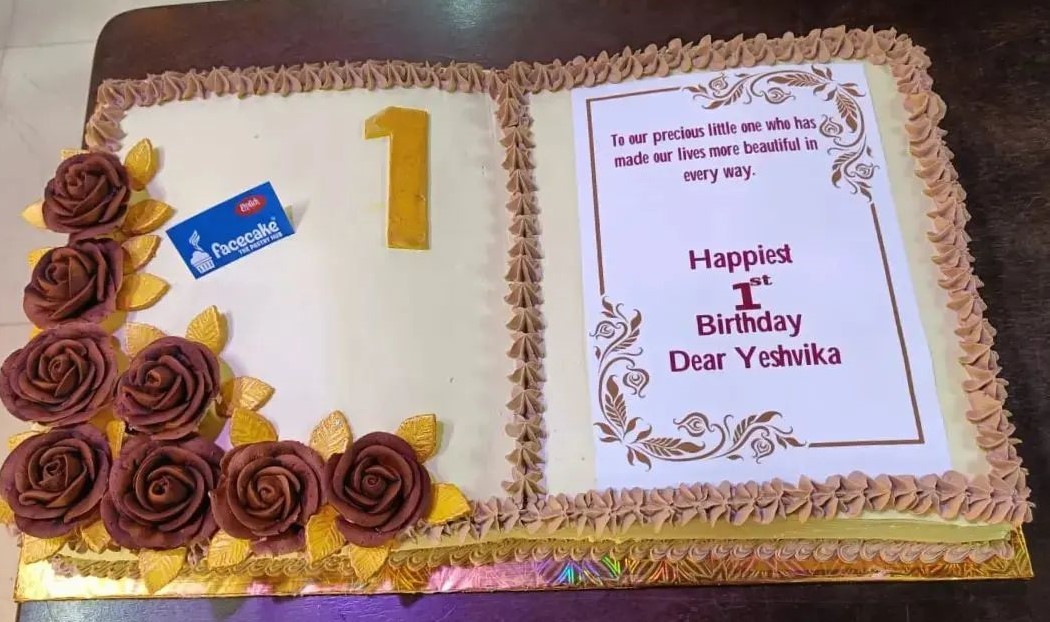 1
Rich
facecake
THE PASTRY HUB
To our precious little one who has
made our lives more beautiful in
every way.
Happiest
1st
Birthday
Dear Yeshvika